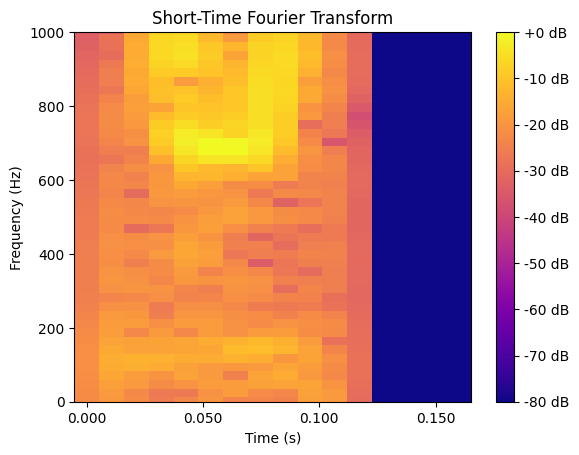 Short-Time Fourier Transform
1000
800
600
400
200
0
Frequency (Hz)
0.000
0.050
0.100
0.150
Time (s)
+0 dB
-10 dB
-20 dB
-30 dB
-40 dB
-50 dB
-60 dB
-70 dB
-80 dB